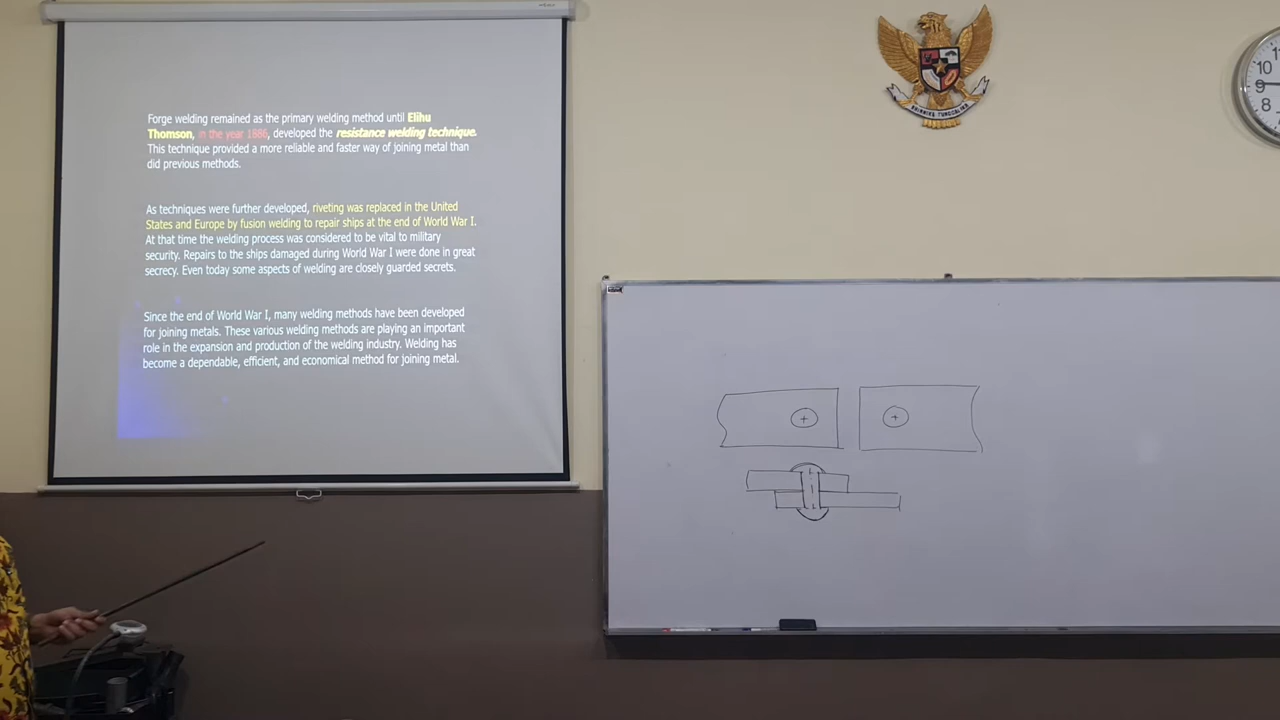 Forge welding remained as the primary welding method until Elihu
Thomson, in the year 1886, developed the resistance welding technique.
This technique provided a more reliable and faster way of joining metal than
did previous methods.
As techniques were further developed, riveting was replaced in the United
States and Europe by fusion welding to repair ships at the end of World War I.
At that time the welding process was considered to be vital to military
security. Repairs to the ships damaged during World War I were done in great
secrecy. Even today some aspects of welding are closely guarded secrets.
Since the end of World War I, many welding methods have been developed
for joining metals. These various welding methods are playing an important
role in the expansion and production of the welding industry. Welding has
become a dependable, efficient, and economical method for joining metal.
11
10
9
8
7